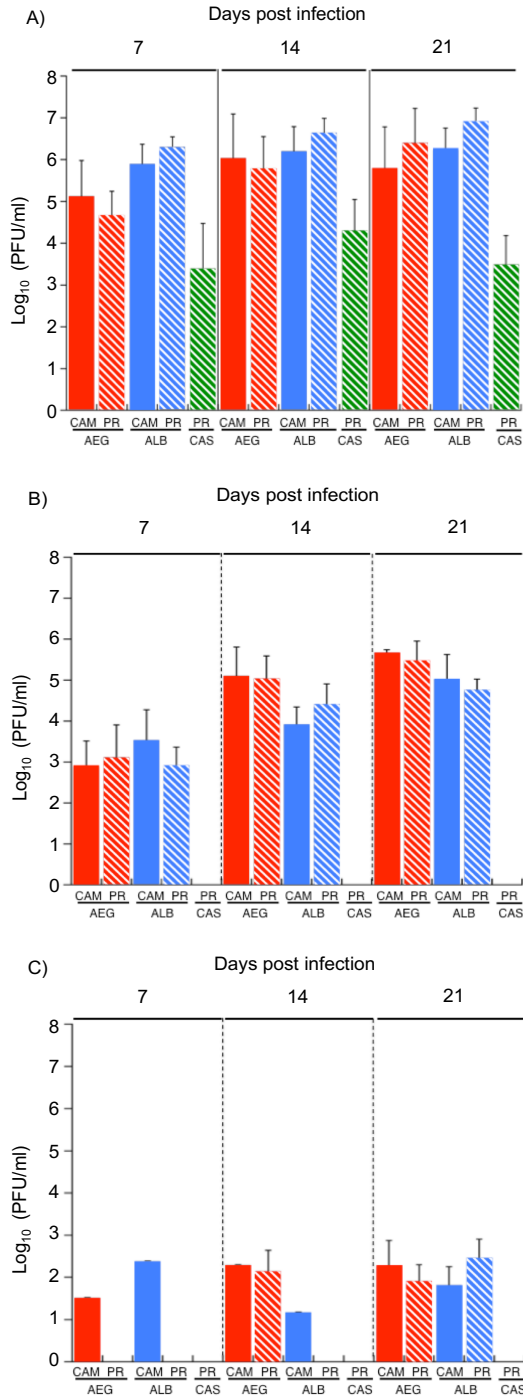 A)
Days post infection
7 14 21
Log10 (PFU/ml)
8
7
6
5
4
3
2
1
0
CAM PR CAM PR PR CAM PR CAM PR PR CAM PR CAM PR PR
AEG ALB CAS AEG ALB CAS AEG ALB CAS
B)
Days post infection
7 14 21
Log10 (PFU/ml)
8
7
6
5
4
3
2
1
0
CAM PR CAM PR PR CAM PR CAM PR PR CAM PR CAM PR PR
AEG ALB CAS AEG ALB CAS AEG ALB CAS
C)
Days post infection
7 14 21
Log10 (PFU/ml)
8
7
6
5
4
3
2
1
0
CAM PR CAM PR PR CAM PR CAM PR PR CAM PR CAM PR PR
AEG ALB CAS AEG ALB CAS AEG ALB CAS